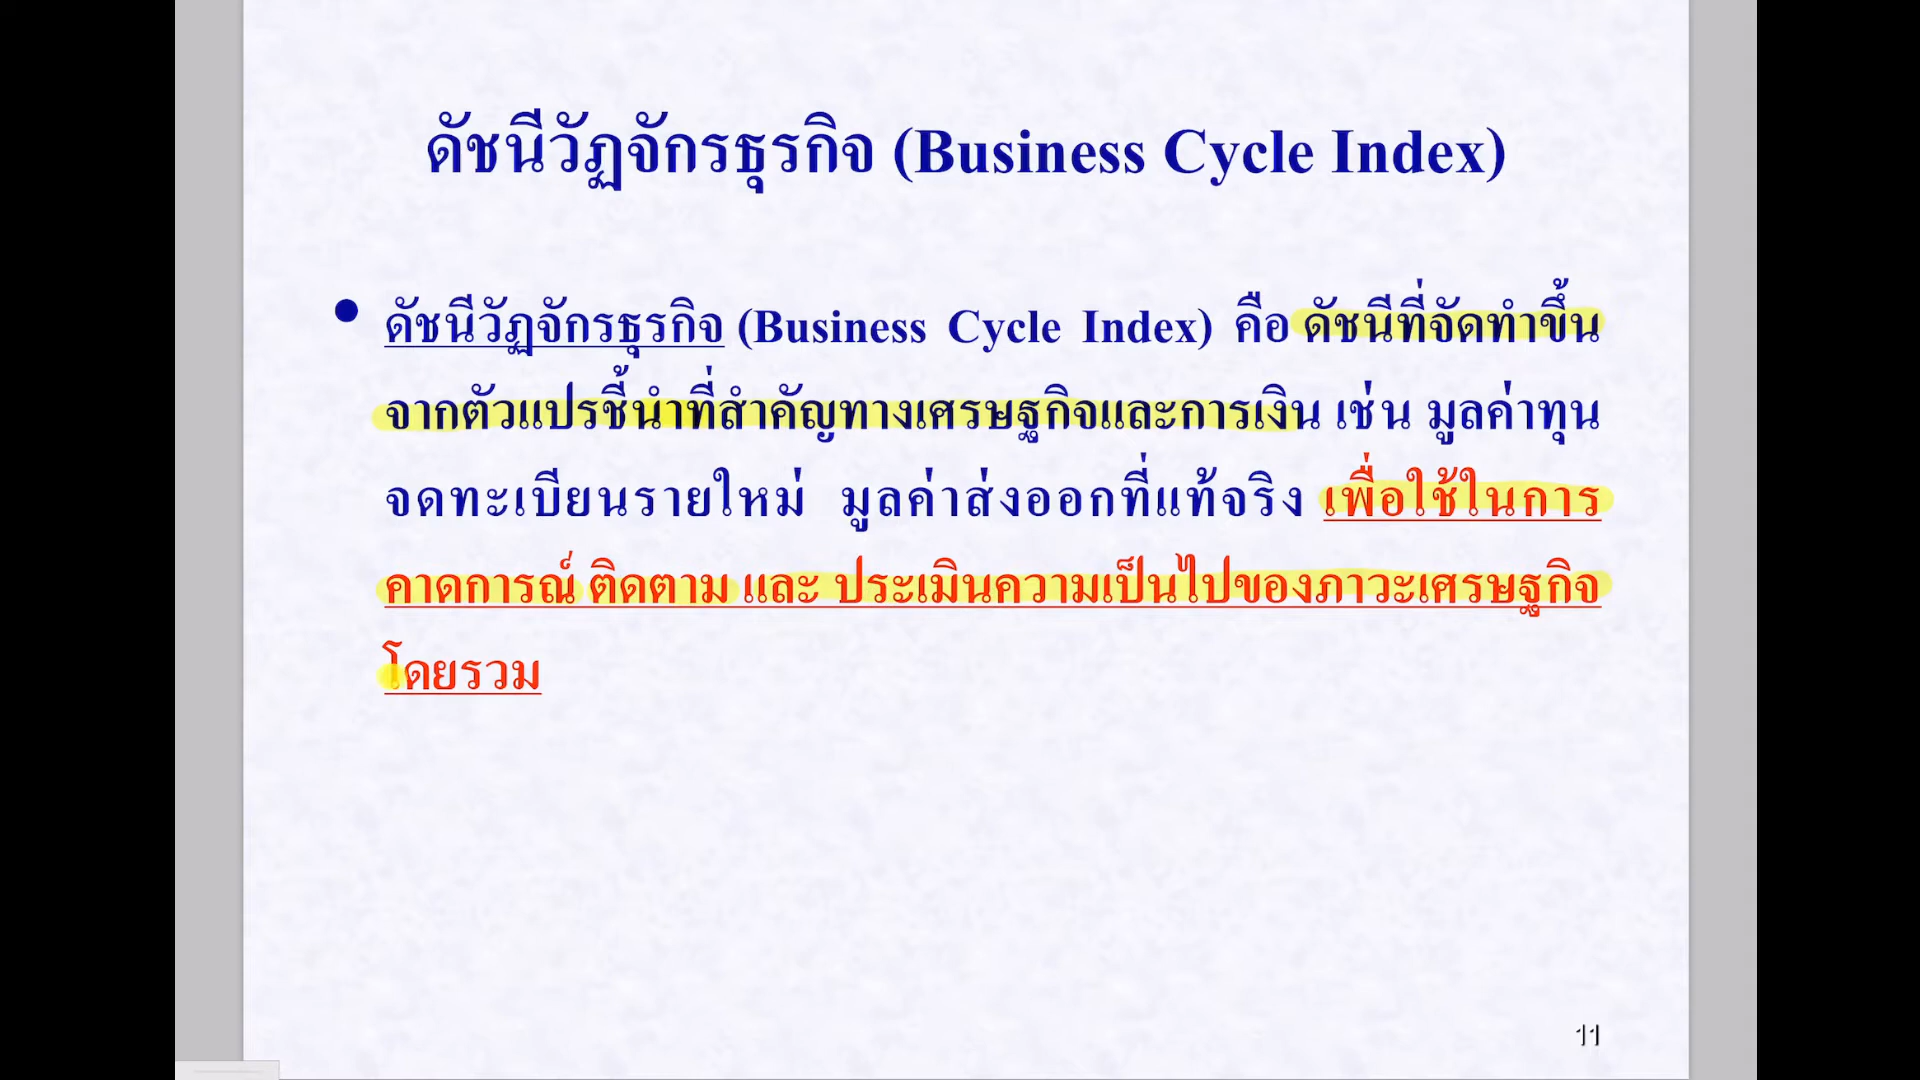 ดัชนีวัฏจักรธุรกิจ (Business Cycle Index)
• ดัชนีวัฏจักรธุรกิจ (Business Cycle Index) คือ ดัชนีที่จัดทำขึ้น
จากตัวแปรชี้นำที่สำคัญทางเศรษฐกิจและการเงิน เช่น มูลค่าทุน
จดทะเบียนรายใหม่ มูลค่าส่งออกที่แท้จริง เพื่อใช้ในการ
คาดการณ์ ติดตาม และ ประเมินความเป็นไปของภาวะเศรษฐกิจ
โดยรวม
11